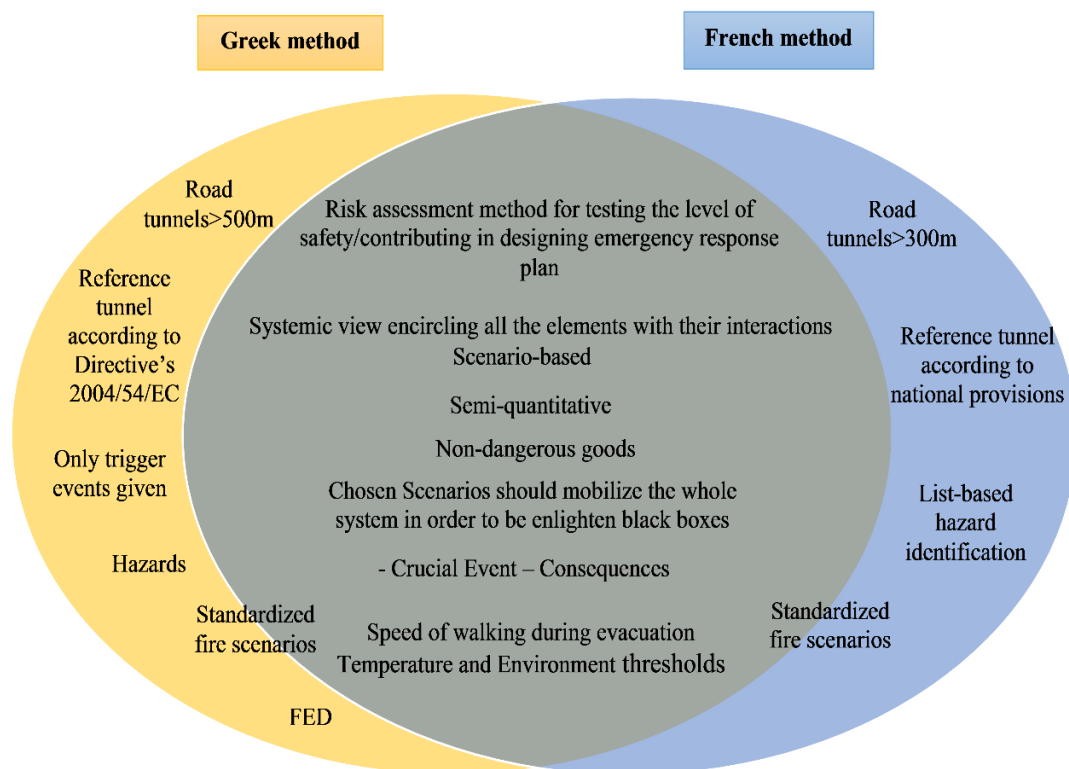 Greek method
French method
Road
tunnels>500m
Reference
tunnel
according to
Directive’s
2004/54/EC
Only trigger
events given
Hazards
Standardized
fire scenarios
FED
Risk assessment method for testing the level of
safety/contributing in designing emergency response
plan
Systemic view encircling all the elements with their interactions
Scenario-based
Semi-quantitative
Non-dangerous goods
Chosen Scenarios should mobilize the whole
system in order to be enlighten black boxes
- Crucial Event – Consequences
Speed of walking during evacuation
Temperature and Environment thresholds
Road
tunnels>300m
Reference tunnel
according to
national provisions
List-based
hazard
identification
Standardized
fire scenarios